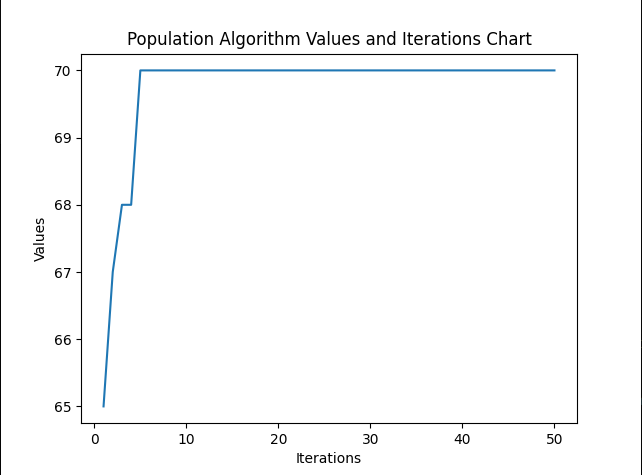 Population Algorithm Values and Iterations Chart
70
69
68
67
66
65
Values
0 10 20 30 40 50
Iterations